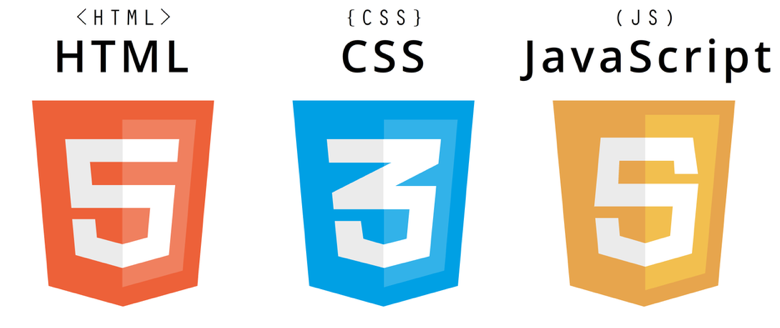 <HTML> {CSS} (JS)
HTML CSS JavaScript
5 3 5